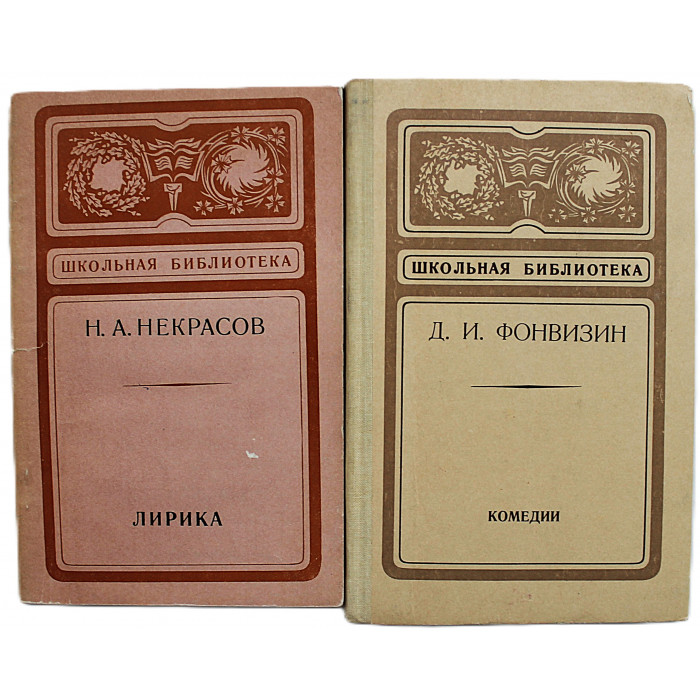 ШКОЛЬНАЯ БИБЛИОТЕКА
Н. А. НЕКРАСОВ
ЛИРИКА
ШКОЛЬНАЯ БИБЛИОТЕКА
Д. И. ФОНВИЗИН
КОМЕДИИ